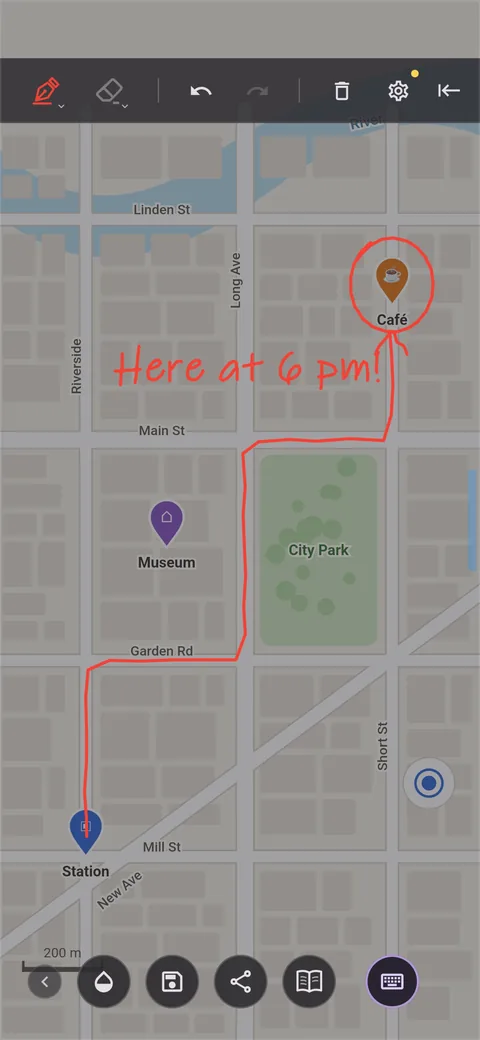 River
Linden St
Long Ave
Café
Riverside
Here at 6 pm!
Main St
City Park
Museum
Garden Rd
Short St
Station
Mill St
New Ave
200 m